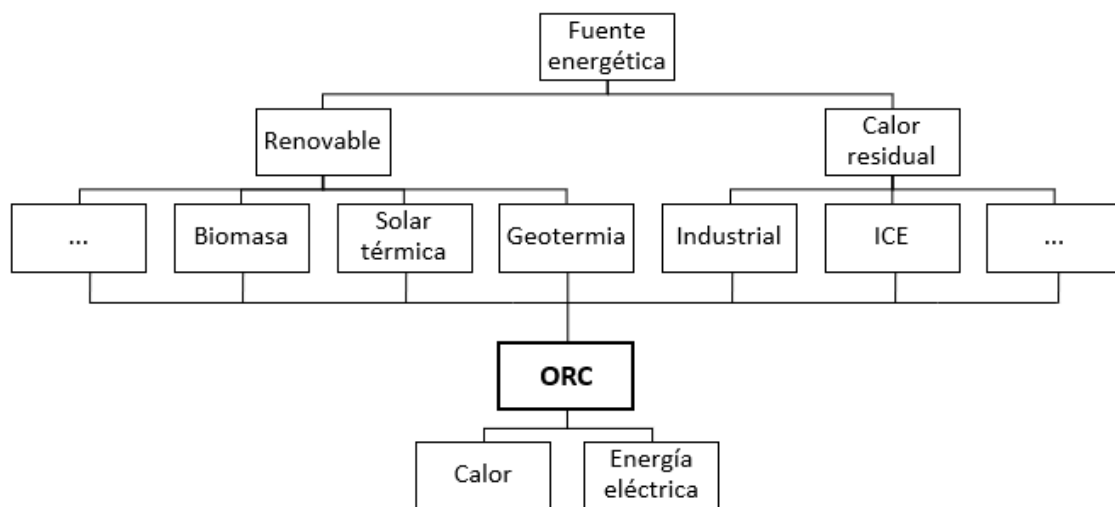 Fuente
energética
Renovable
Calor
residual
...
Biomasa
Solar
térmica
Geotermia
Industrial
ICE
...
ORC
Calor
Energía
eléctrica